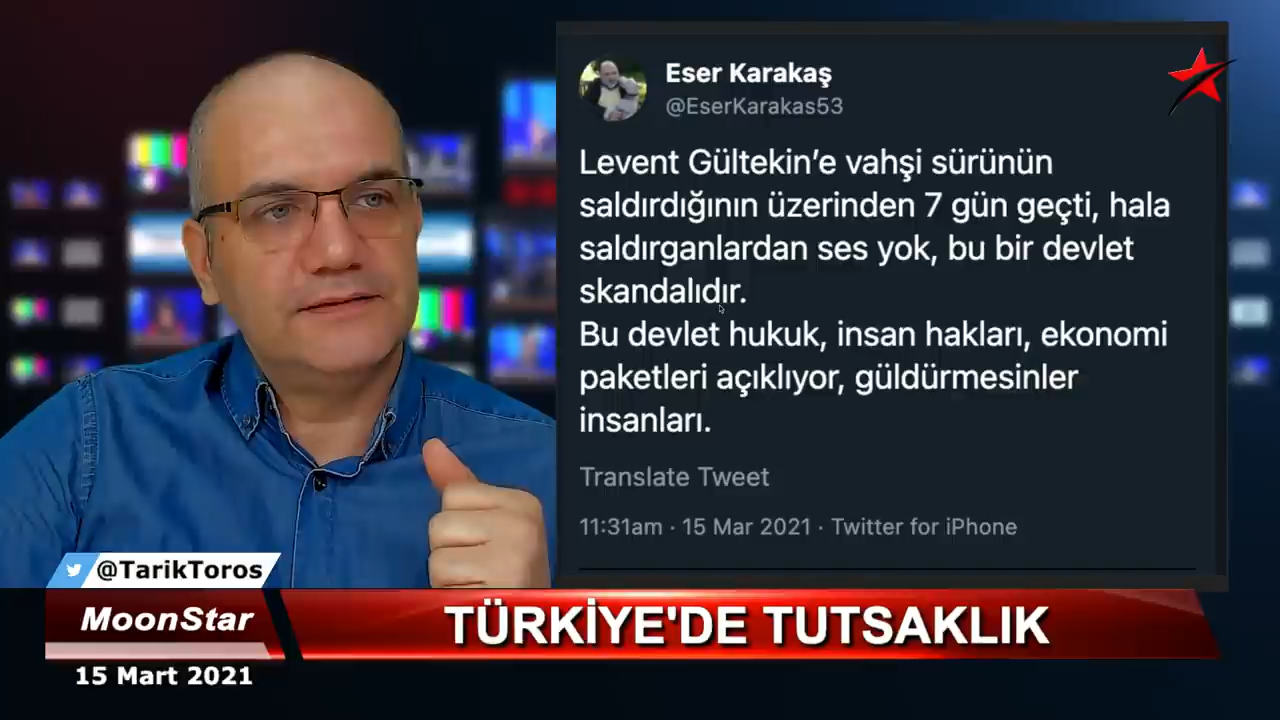 Eser Karakaş
@EserKarakas53
Levent Gültekin’e vahşi sürünün
saldırdığının üzerinden 7 gün geçti, hala
saldırganlardan ses yok, bu bir devlet
skandalıdır.
Bu devlet hukuk, insan hakları, ekonomi
paketleri açıklıyor, güldürmesinler
insanları.
Translate Tweet
11:31am · 15 Mar 2021 · Twitter for iPhone
@TarikToros
MoonStar
TÜRKİYE'DE TUTSAKLIK
15 Mart 2021